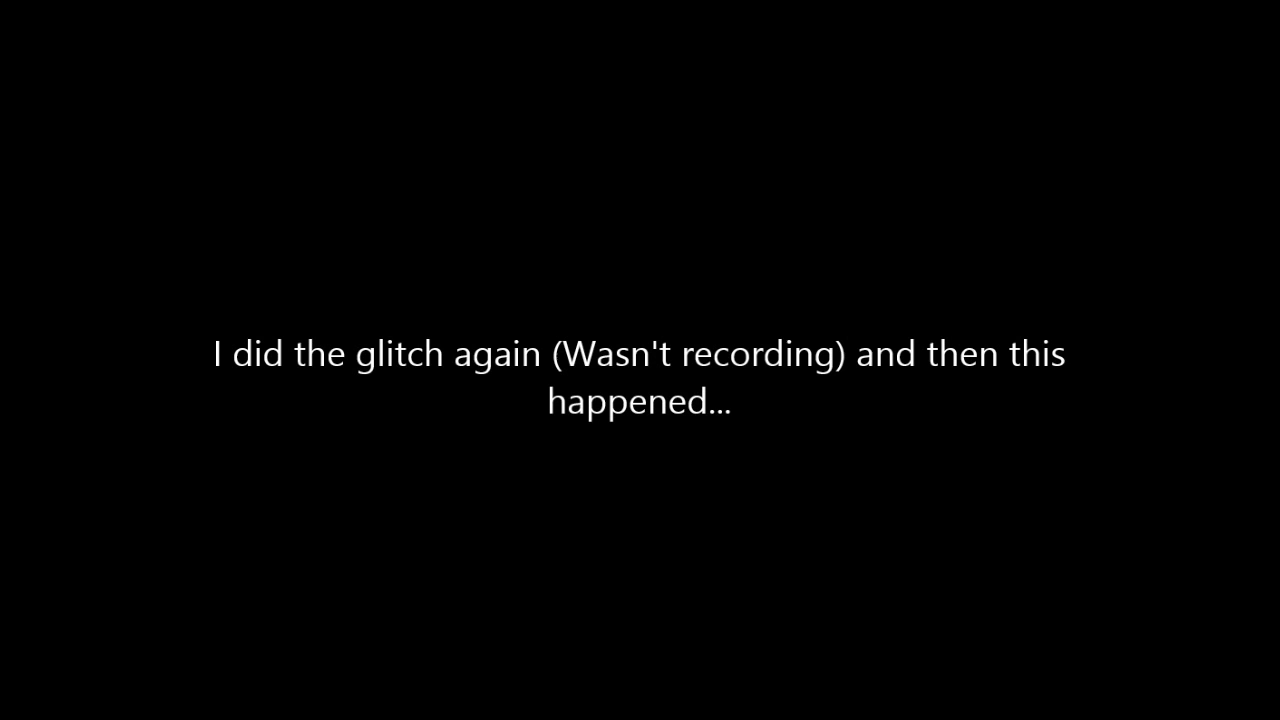 I did the glitch again (Wasn't recording) and then this
happened...